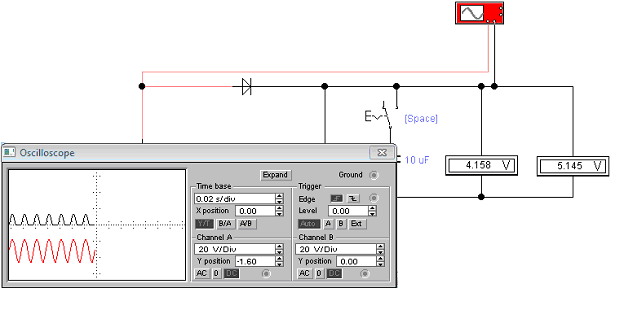 E
(Space)
10 uF
4.158 V
5.145 V
Oscilloscope
Expand
Ground
Time base
0.02 s/div
X position 0.00
Y/T B/A A/B
Trigger
Edge
Level 0.00
Auto A B Ext
Channel A
20 V/Div
Y position -1.60
AC 0 DC
Channel B
20 V/Div
Y position 0.00
AC 0 DC